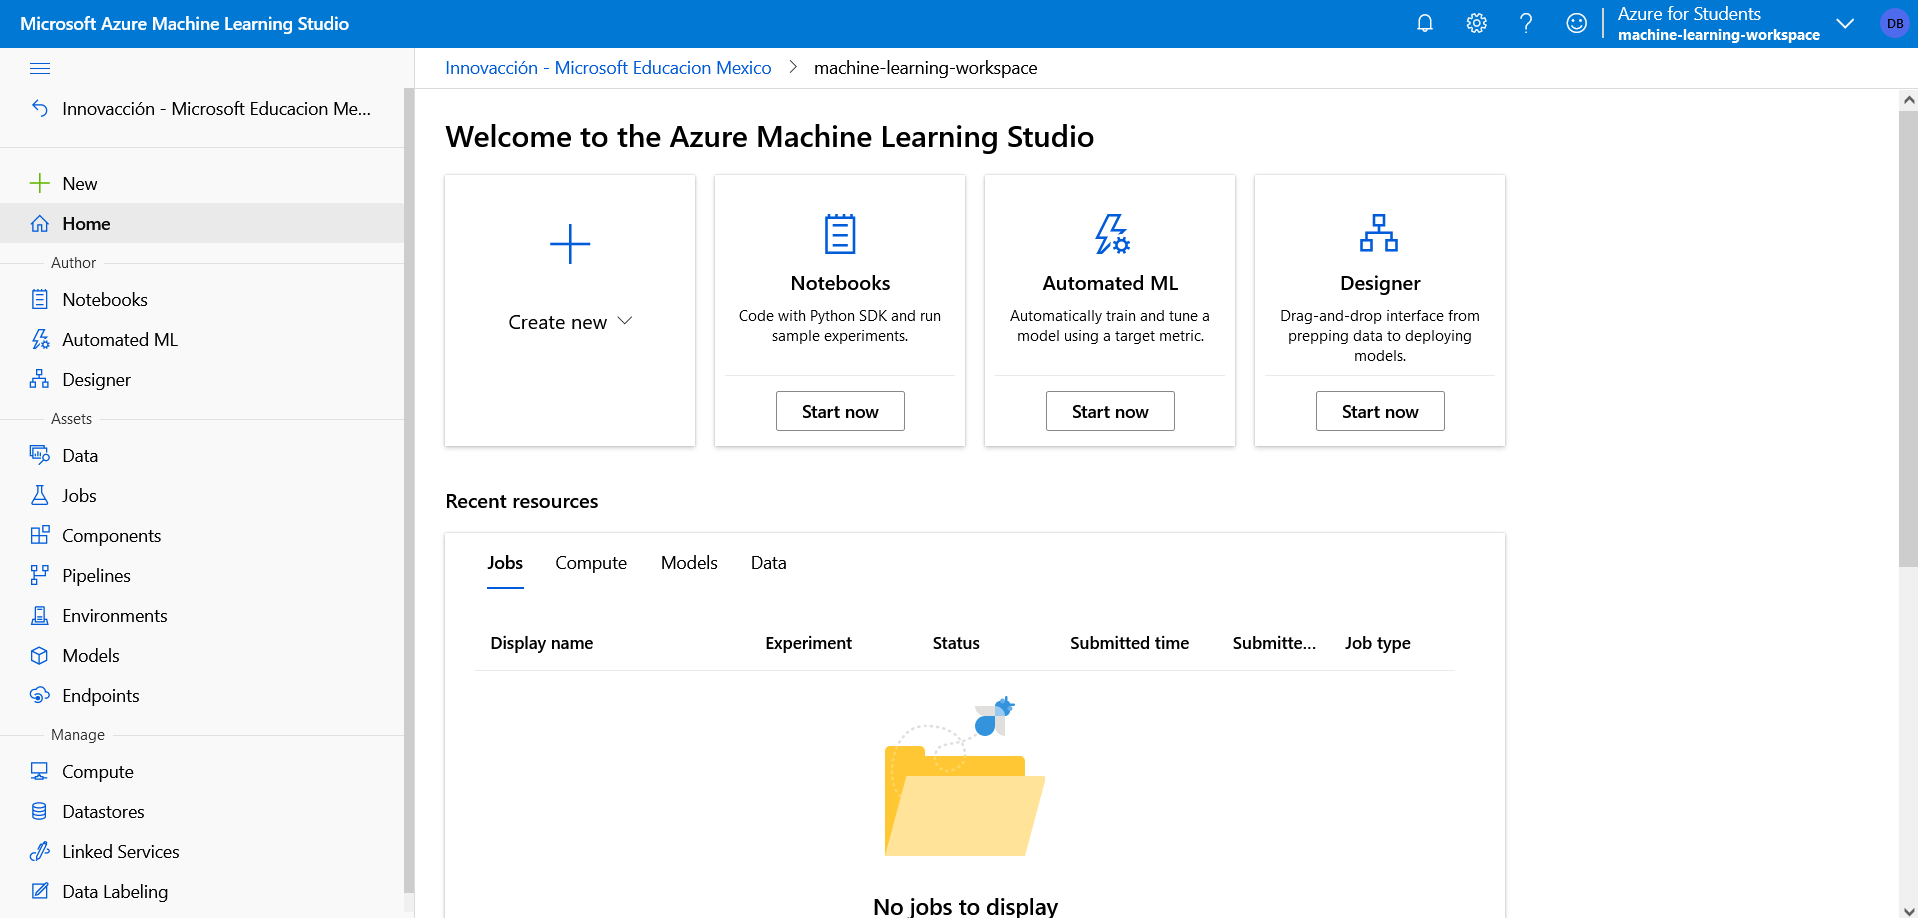 Microsoft Azure Machine Learning Studio
Azure for Students
machine-learning-workspace
DB
Innovacción - Microsoft Educacion Me...
New
Home
Author
Notebooks
Automated ML
Designer
Assets
Data
Jobs
Components
Pipelines
Environments
Models
Endpoints
Manage
Compute
Datastores
Linked Services
Data Labeling
Innovacción - Microsoft Educacion Mexico > machine-learning-workspace
Welcome to the Azure Machine Learning Studio
Create new
Notebooks
Code with Python SDK and run
sample experiments.
Start now
Automated ML
Automatically train and tune a
model using a target metric.
Start now
Designer
Drag-and-drop interface from
prepping data to deploying
models.
Start now
Recent resources
Jobs Compute Models Data
Display name Experiment Status Submitted time Submitte... Job type
No jobs to display